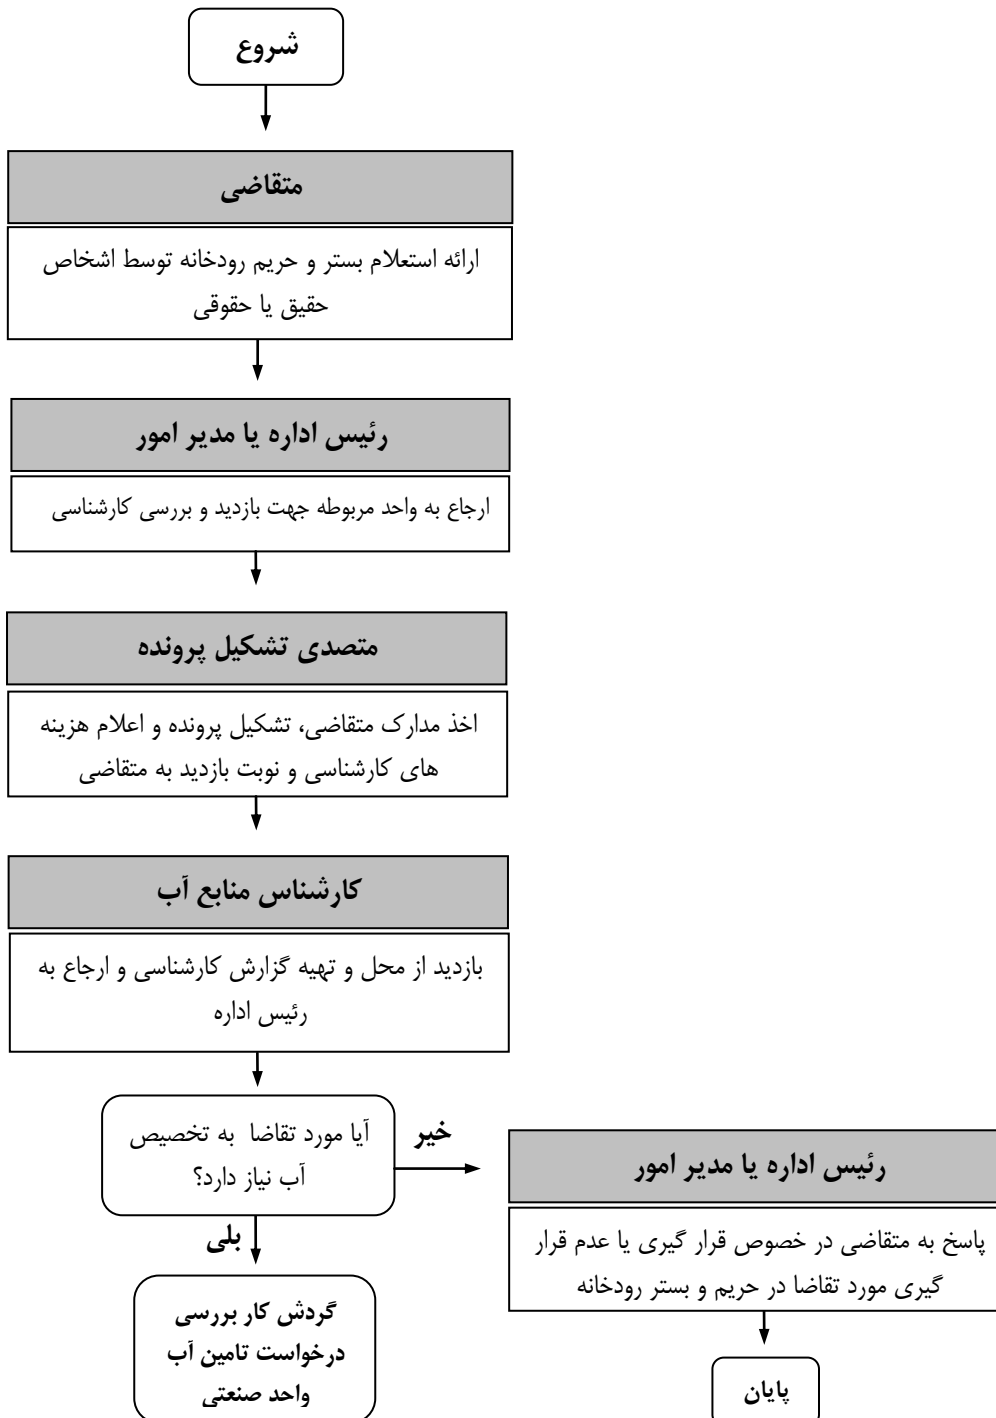 شروع
متقاضی
ارائه استعلام بستر و حریم رودخانه توسط اشخاص
حقیق یا حقوقی
رئیس اداره یا مدیر امور
ارجاع به واحد مربوطه جهت بازدید و بررسی کارشناسی
متصدی تشکیل پرونده
اخذ مدارک متقاضی، تشکیل پرونده و اعلام هزینه
های کارشناسی و نوبت بازدید به متقاضی
کارشناس منابع آب
بازدید از محل و تهیه گزارش کارشناسی و ارجاع به
رئیس اداره
آیا مورد تقاضا به تخصیص
آب نیاز دارد؟
خیر
رئیس اداره یا مدیر امور
پاسخ به متقاضی در خصوص قرار گیری یا عدم قرار
گیری مورد تقاضا در حریم و بستر رودخانه
بلی
گردش کار بررسی
درخواست تامین آب
واحد صنعتی
پایان